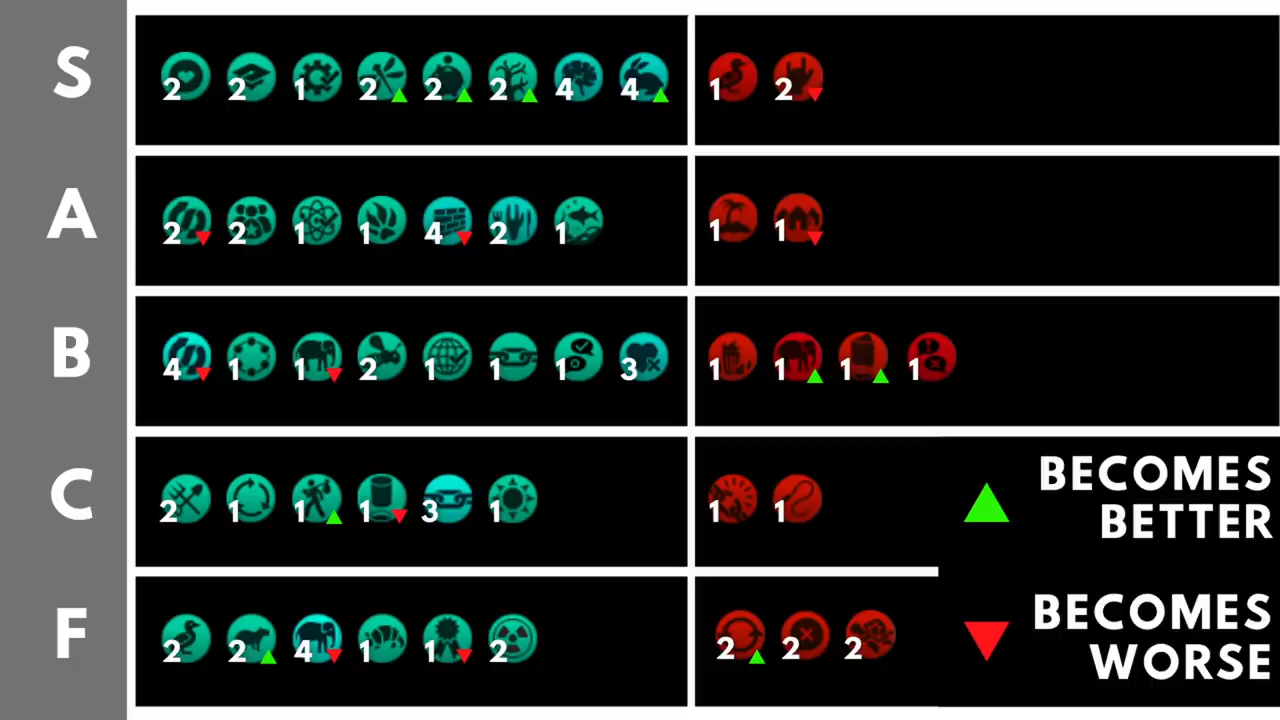 S
2 2 1 2 2 2 4 4 1 2
A
2 2 1 1 4 2 1 1 1
B
4 1 1 2 1 1 1 3 1 1 1 1
C
2 1 1 1 3 1 1 1
BECOMES
BETTER
F
2 2 4 1 1 2 2 2 2
BECOMES
WORSE